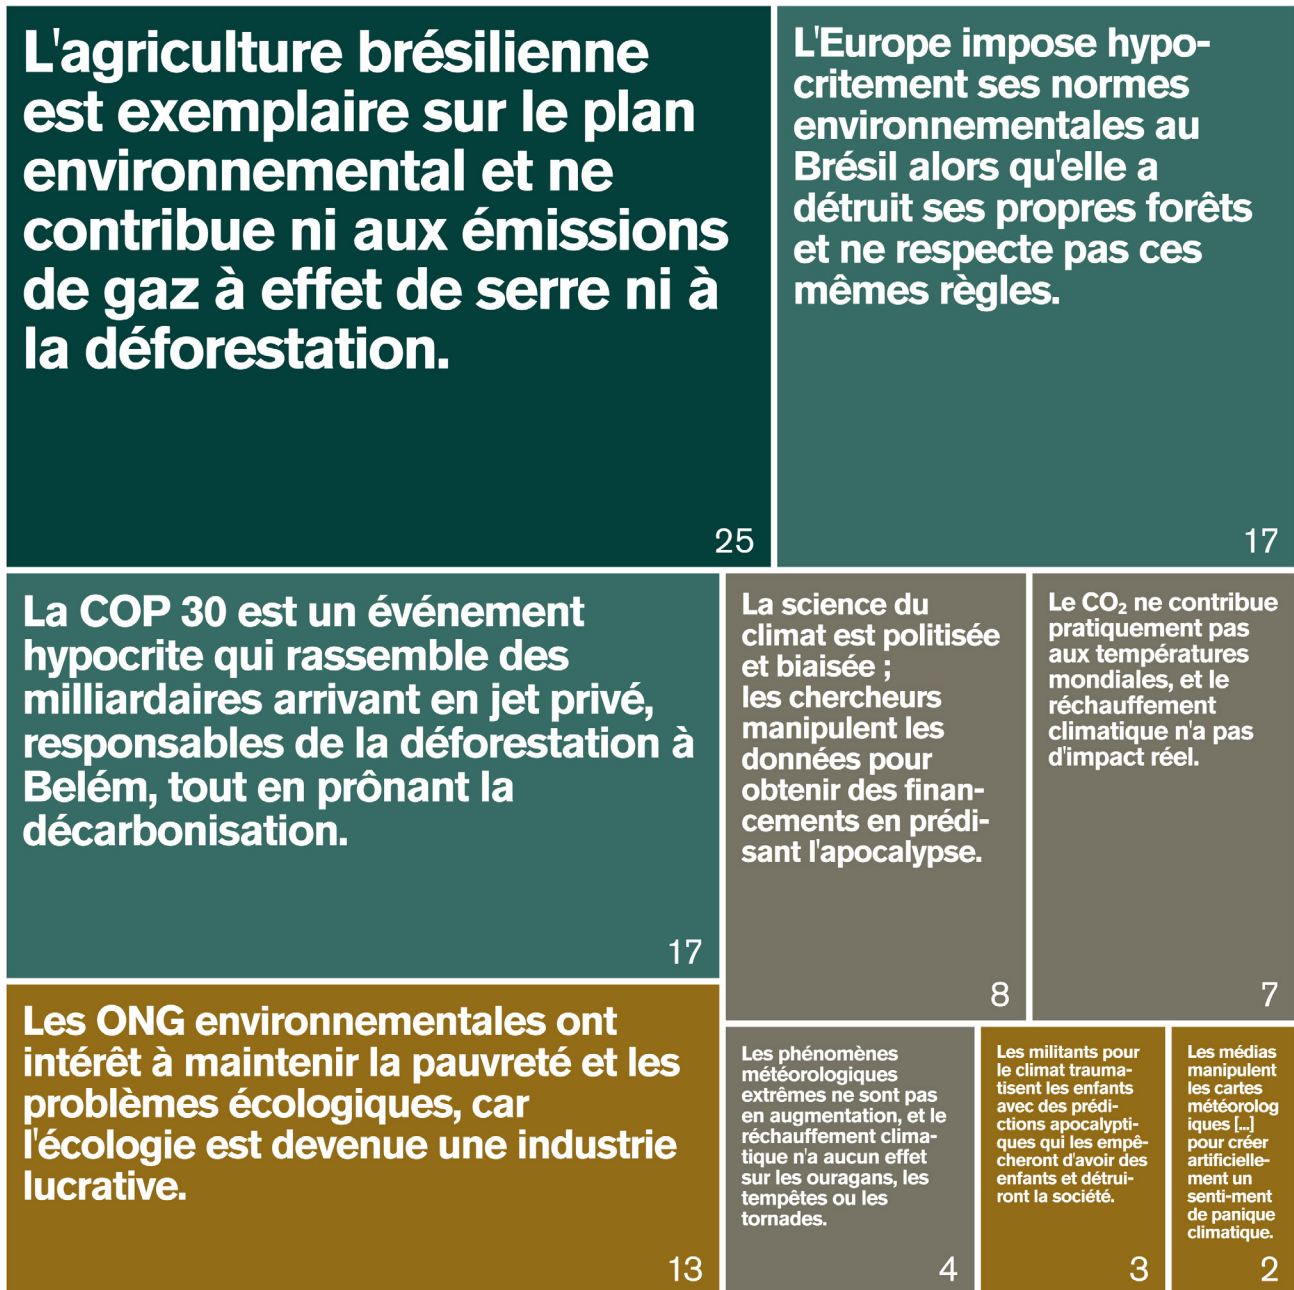 L'agriculture brésilienne
est exemplaire sur le plan
environnemental et ne
contribue ni aux émissions
de gaz à effet de serre ni à
la déforestation.
25
L'Europe impose hypo-
critement ses normes
environnementales au
Brésil alors qu'elle a
détruit ses propres forêts
et ne respecte pas ces
mêmes règles.
17
La COP 30 est un événement
hypocrite qui rassemble des
milliardaires arrivant en jet privé,
responsables de la déforestation à
Belém, tout en prônant la
décarbonisation.
17
La science du
climat est politisée
et biaisée ;
les chercheurs
manipulent les
données pour
obtenir des finan-
cements en prédi-
sant l'apocalypse.
8
Le CO₂ ne contribue
pratiquement pas
aux températures
mondiales, et le
réchauffement
climatique n'a pas
d'impact réel.
7
Les ONG environnementales ont
intérêt à maintenir la pauvreté et les
problèmes écologiques, car
l'écologie est devenue une industrie
lucrative.
13
Les phénomènes
météorologiques
extrêmes ne sont pas
en augmentation, et le
réchauffement clima-
tique n'a aucun effet
sur les ouragans, les
tempêtes ou les
tornades.
4
Les militants pour
le climat trauma-
tisent les enfants
avec des prédi-
ctions apocalypti-
ques qui les empê-
cheront d'avoir des
enfants et détrui-
ront la société.
3
Les médias
manipulent
les cartes
météorolog
iques [...]
pour créer
artificielle-
ment un
senti-ment
de panique
climatique.
2